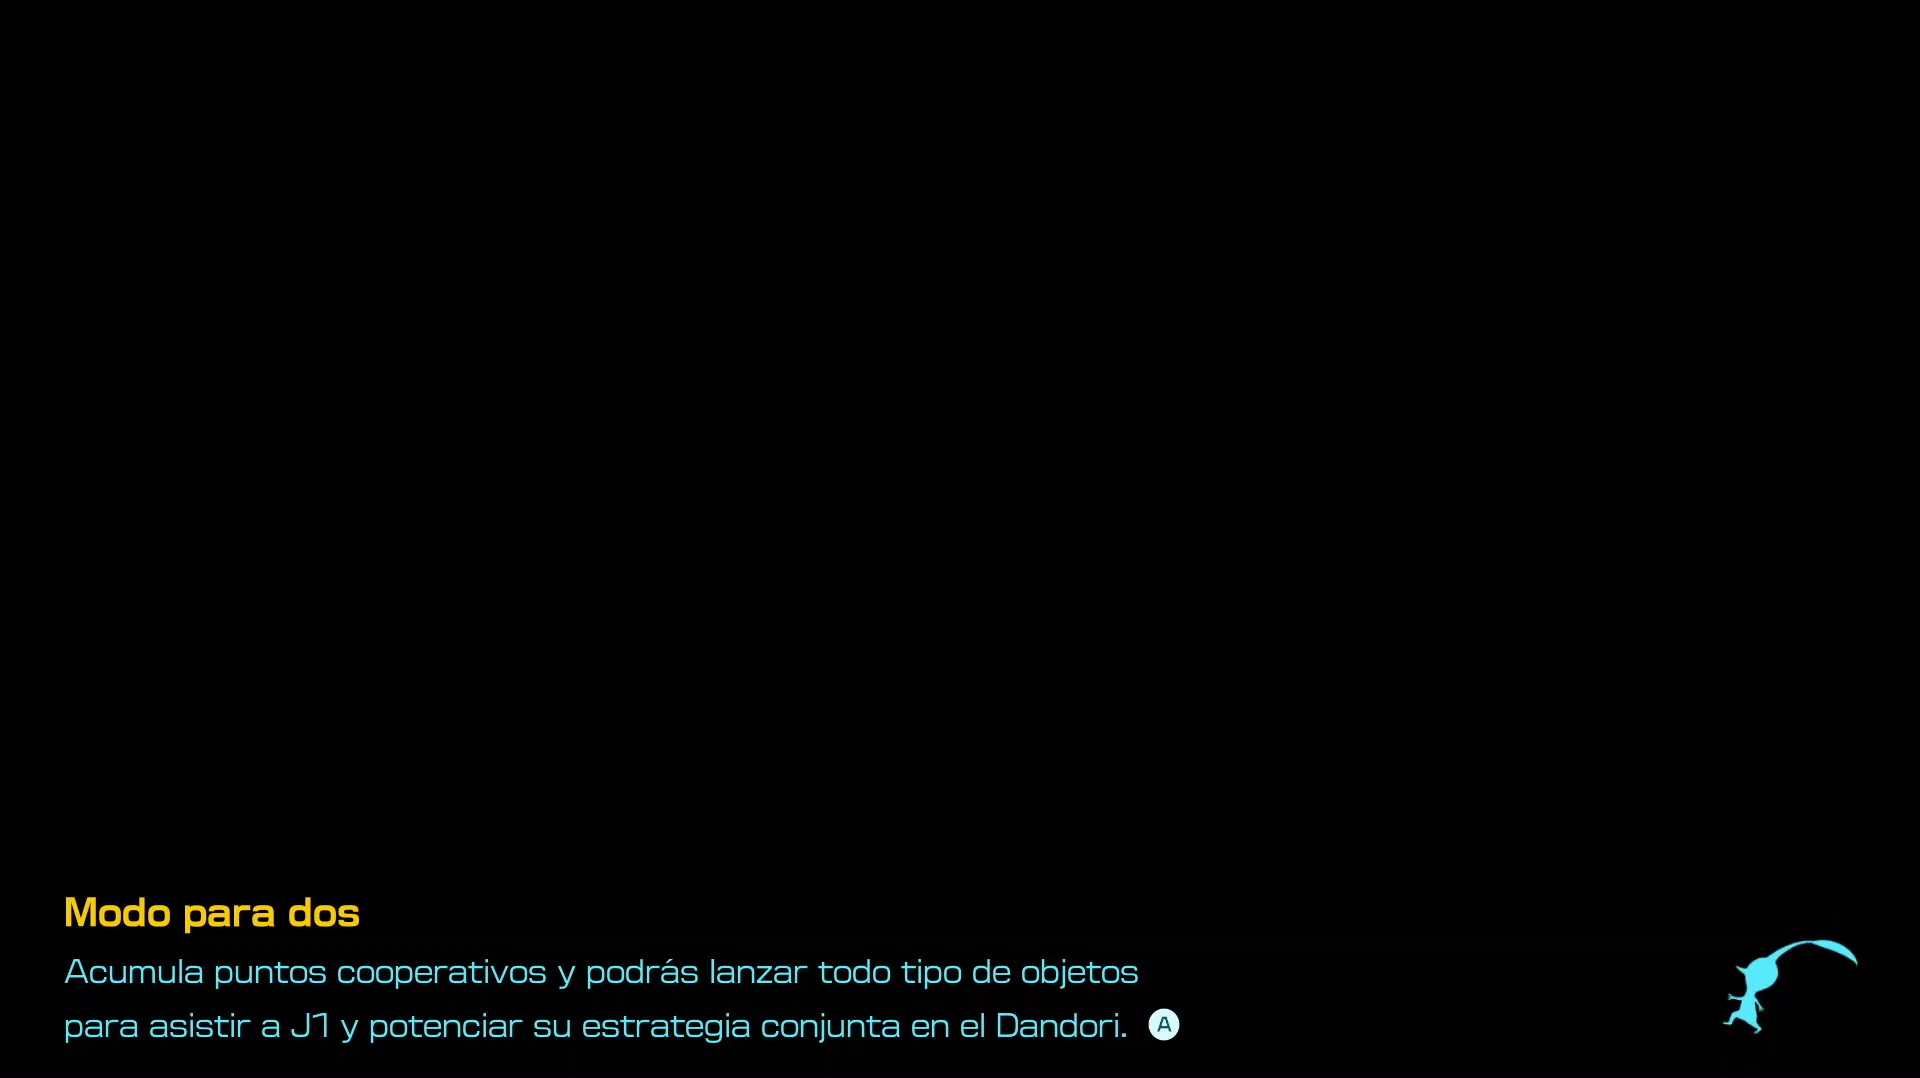 Modo para dos
Acumula puntos cooperativos y podrás lanzar todo tipo de objetos
para asistir a J1 y potenciar su estrategia conjunta en el Dandori. A